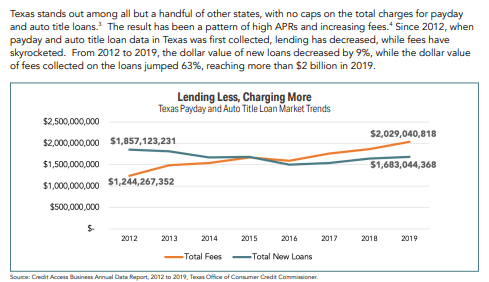 Texas stands out among all but a handful of other states, with no caps on the total charges for payday
and auto title loans.³ The result has been a pattern of high APRs and increasing fees.⁴ Since 2012, when
payday and auto title loan data in Texas was first collected, lending has decreased, while fees have
skyrocketed. From 2012 to 2019, the dollar value of new loans decreased by 9%, while the dollar value
of fees collected on the loans jumped 63%, reaching more than $2 billion in 2019.
Lending Less, Charging More
Texas Payday and Auto Title Loan Market Trends
$2,500,000,000
$2,000,000,000
$1,500,000,000
$1,000,000,000
$500,000,000
$-
$1,857,123,231
$1,244,267,352
$2,029,040,818
$1,683,044,368
2012 2013 2014 2015 2016 2017 2018 2019
Total Fees Total New Loans
Source: Credit Access Business Annual Data Report, 2012 to 2019, Texas Office of Consumer Credit Commissioner.